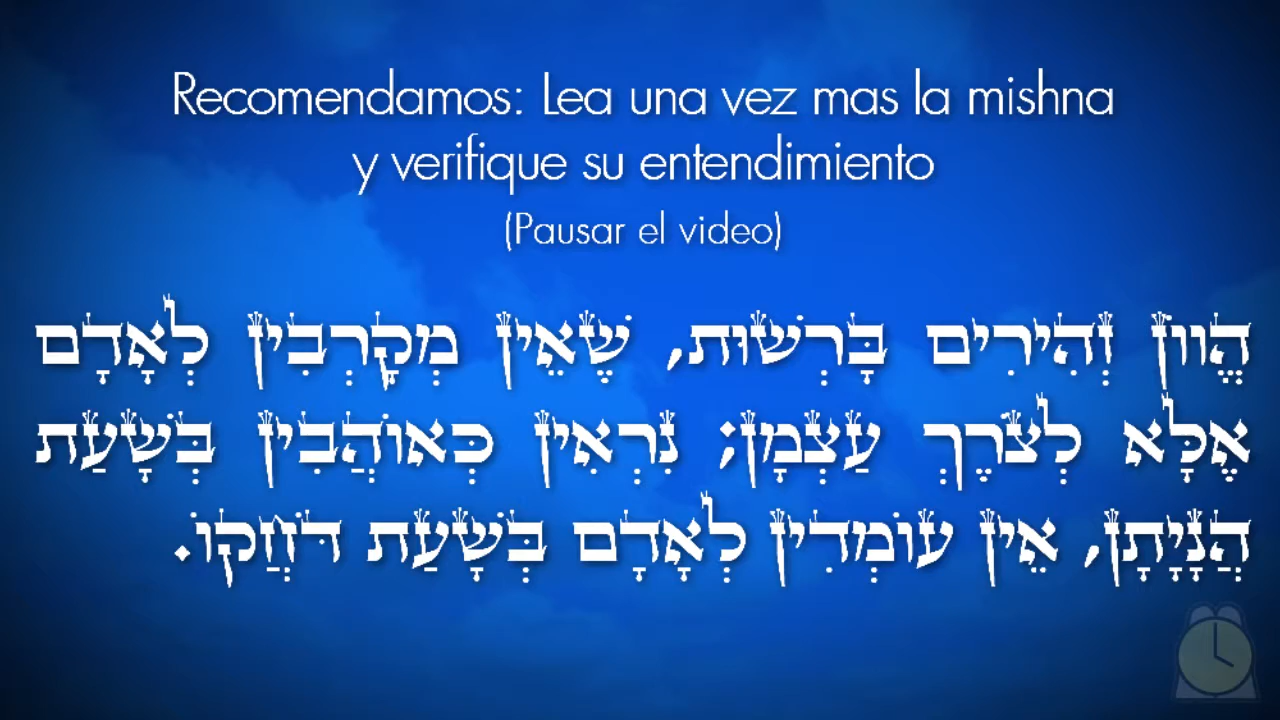 Recomendamos: Lea una vez mas la mishna
y verifique su entendimiento
(Pausar el video)
הֱווּן זְהִירִים בָּרְשׁוּת, שֶׁאֵין מְקָרְבִין לְאָדָם
אֶלָּא לְצֹרֶךְ עַצְמָן; נִרְאִין כְּאוֹהֲבִין בְּשָׁעַת
הֲנָיָתָן, אֵין עוֹמְדִין לְאָדָם בְּשָׁעַת דֹּחֲקוֹ.